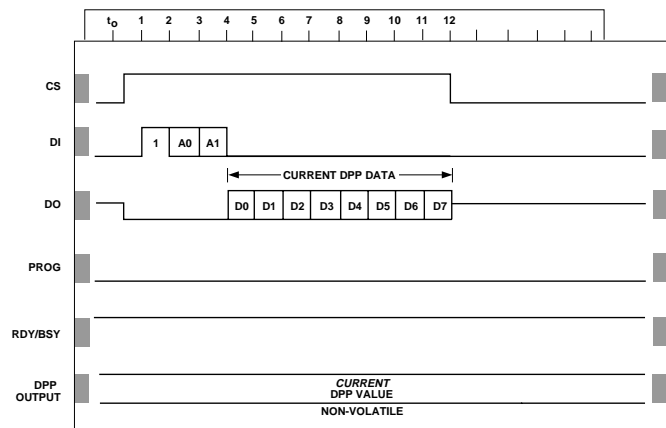 to 1 2 3 4 5 6 7 8 9 10 11 12
CS
DI 1 A0 A1
CURRENT DPP DATA
DO D0 D1 D2 D3 D4 D5 D6 D7
PROG
RDY/BSY
DPP
OUTPUT
CURRENT
DPP VALUE
NON-VOLATILE